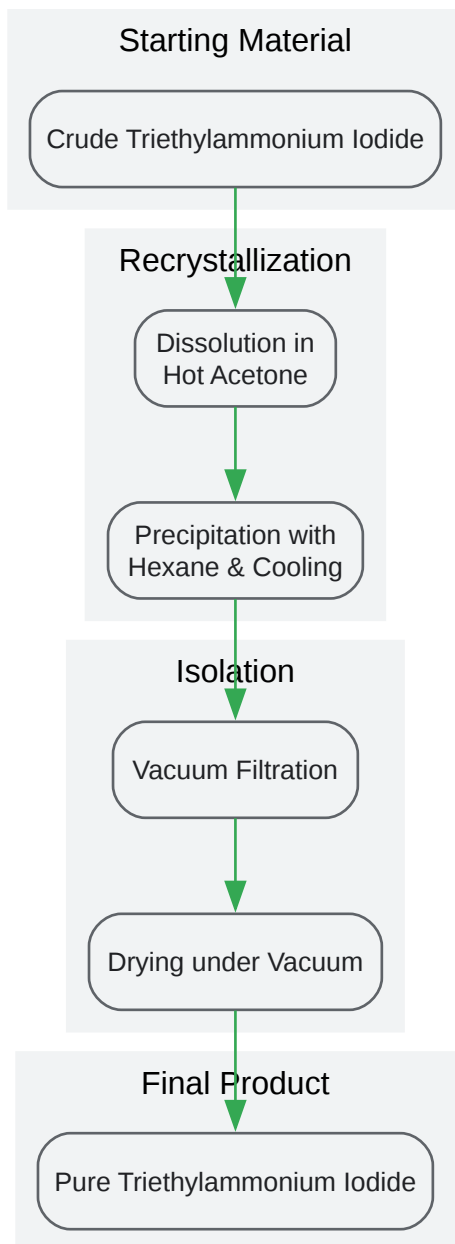 Starting Material
Crude Triethylammonium Iodide
Recrystallization
Dissolution in
Hot Acetone
Precipitation with
Hexane & Cooling
Isolation
Vacuum Filtration
Drying under Vacuum
Final Product
Pure Triethylammonium Iodide